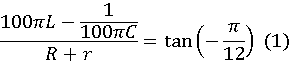 (100πL − 1/(100πC))/(R + r) = tan(−π/12) (1)